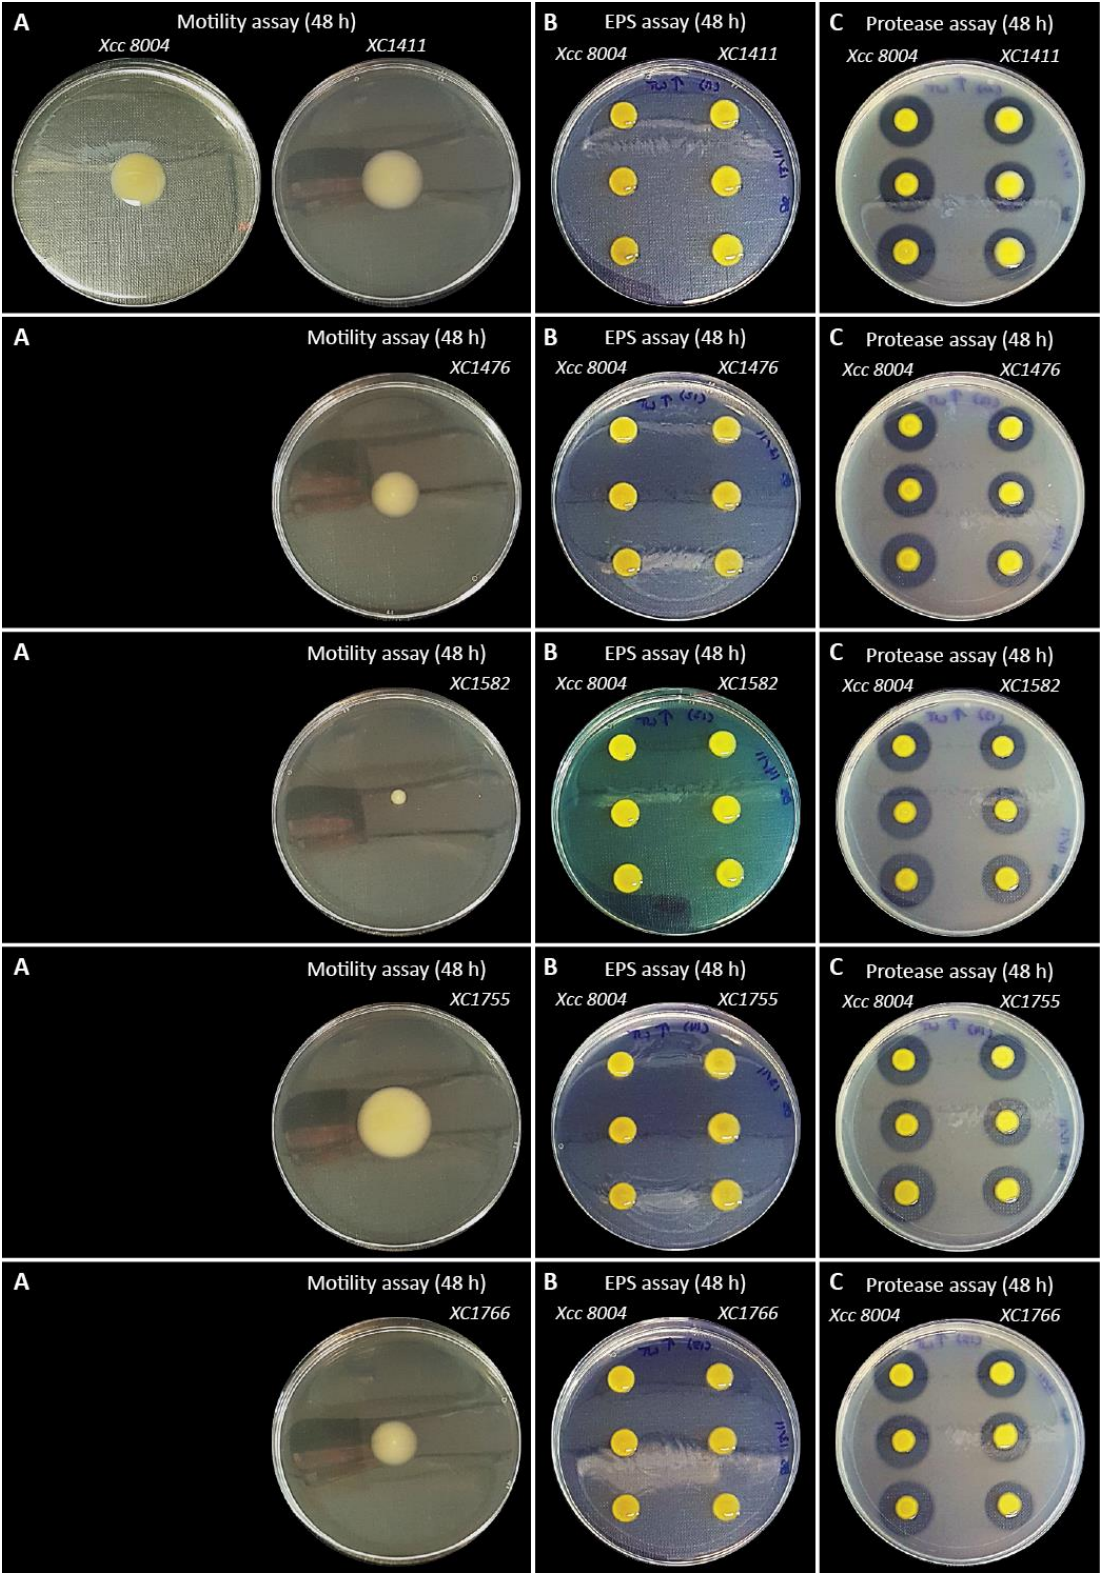 A Motility assay (48 h)
Xcc 8004 XC1411
B EPS assay (48 h)
Xcc 8004 XC1411
C Protease assay (48 h)
Xcc 8004 XC1411
A Motility assay (48 h)
XC1476
B EPS assay (48 h)
Xcc 8004 XC1476
C Protease assay (48 h)
Xcc 8004 XC1476
A Motility assay (48 h)
XC1582
B EPS assay (48 h)
Xcc 8004 XC1582
C Protease assay (48 h)
Xcc 8004 XC1582
A Motility assay (48 h)
XC1755
B EPS assay (48 h)
Xcc 8004 XC1755
C Protease assay (48 h)
Xcc 8004 XC1755
A Motility assay (48 h)
XC1766
B EPS assay (48 h)
Xcc 8004 XC1766
C Protease assay (48 h)
Xcc 8004 XC1766